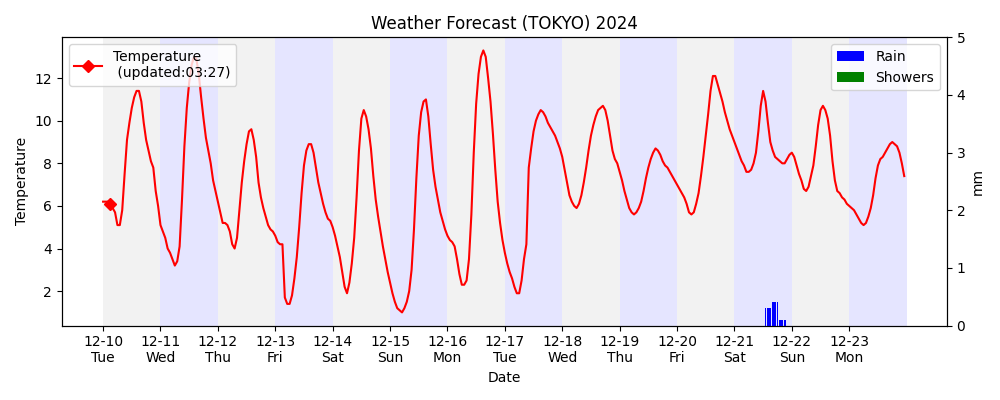 Weather Forecast (TOKYO) 2024
Temperature
(updated:03:27)
Rain
Showers
Temperature
12
10
8
6
4
2
5
4
3
2
1
0
mm
12-10 12-11 12-12 12-13 12-14 12-15 12-16 12-17 12-18 12-19 12-20 12-21 12-22 12-23
Tue Wed Thu Fri Sat Sun Mon Tue Wed Thu Fri Sat Sun Mon
Date